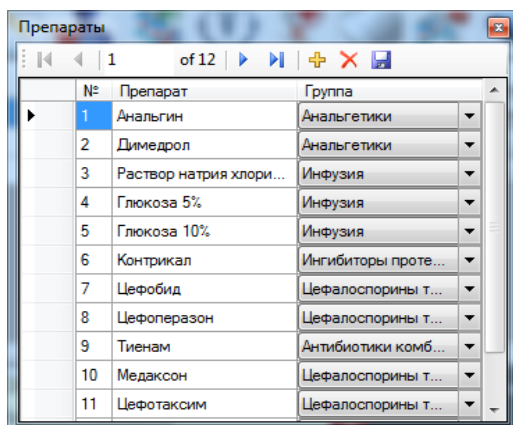 Препараты
1 of 12
№ Препарат Группа
1 Анальгин Анальгетики
2 Димедрол Анальгетики
3 Раствор натрия хлори... Инфузия
4 Глюкоза 5% Инфузия
5 Глюкоза 10% Инфузия
6 Контрикал Ингибиторы проте...
7 Цефобид Цефалоспорины т...
8 Цефоперазон Цефалоспорины т...
9 Тиенам Антибиотики комб...
10 Медаксон Цефалоспорины т...
11 Цефотаксим Цефалоспорины т...